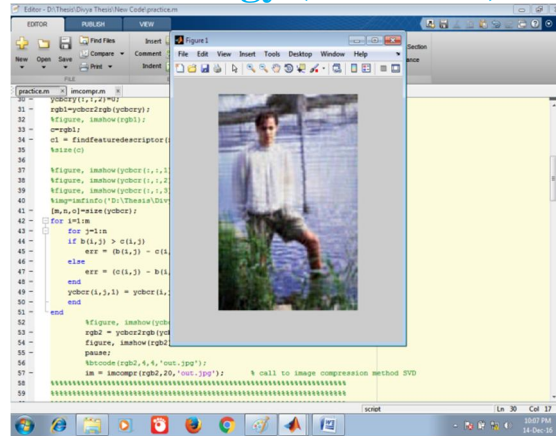 Editor - D:\Thesis\Divya Thesis\New Code\practice.m
EDITOR PUBLISH VIEW
New Open Save
Find Files
Compare
Print
Insert
Comment
Indent
FILE
practice.m × imcompr.m ×
Figure 1
File Edit View Insert Tools Desktop Window Help
Section
30 - ycbcry(:,:,2)=0;
31 - rgb1=ycbcr2rgb(ycbcry);
32 %figure, imshow(rgb1);
33 - c=rgb1;
34 - c1 = findfeaturedescriptor(
35 %size(c)
36
37 %figure, imshow(ycbcr(:,:,1)
38 %figure, imshow(ycbcr(:,:,2)
39 %figure, imshow(ycbcr(:,:,3)
40 %img=imfinfo('D:\Thesis\Div
41 - [m,n,o]=size(ycbcr);
42 - for i=1:m
43 - for j=1:n
44 - if b(i,j) > c(i,j)
45 - err = (b(i,j) - c(i,
46 - else
47 - err = (c(i,j) - b(i,
48 - end
49 - ycbcr(i,j,1) = ycbcr(i,
50 - end
51 - end
52 %figure, imshow(ycb
53 - rgb2 = ycbcr2rgb(yc
54 - figure, imshow(rgb2
55 - pause;
56 %btcode(rgb2,4,4,'out.jpg');
57 - im = imcompr(rgb2,20,'out.jpg'); % call to image compression method SVD
58
59
script Ln 30 Col 17
10:07 PM
14-Dec-16